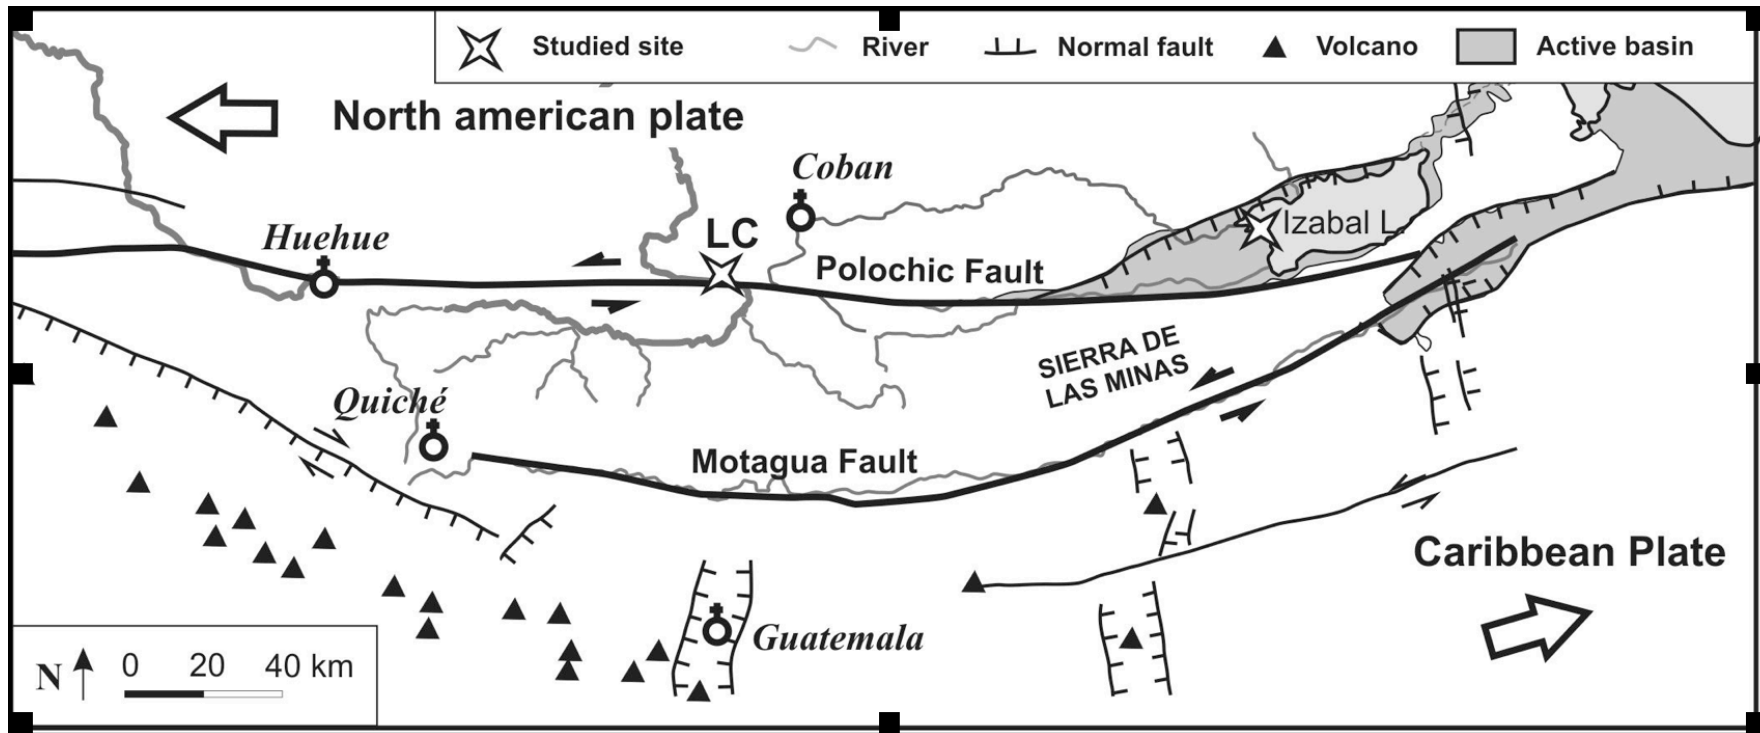 Studied site
River
Normal fault
Volcano
Active basin
North american plate
Coban
LC
Huehue
Izabal L.
Polochic Fault
SIERRA DE
LAS MINAS
Quiché
Motagua Fault
Caribbean Plate
Guatemala
N
0 20 40 km